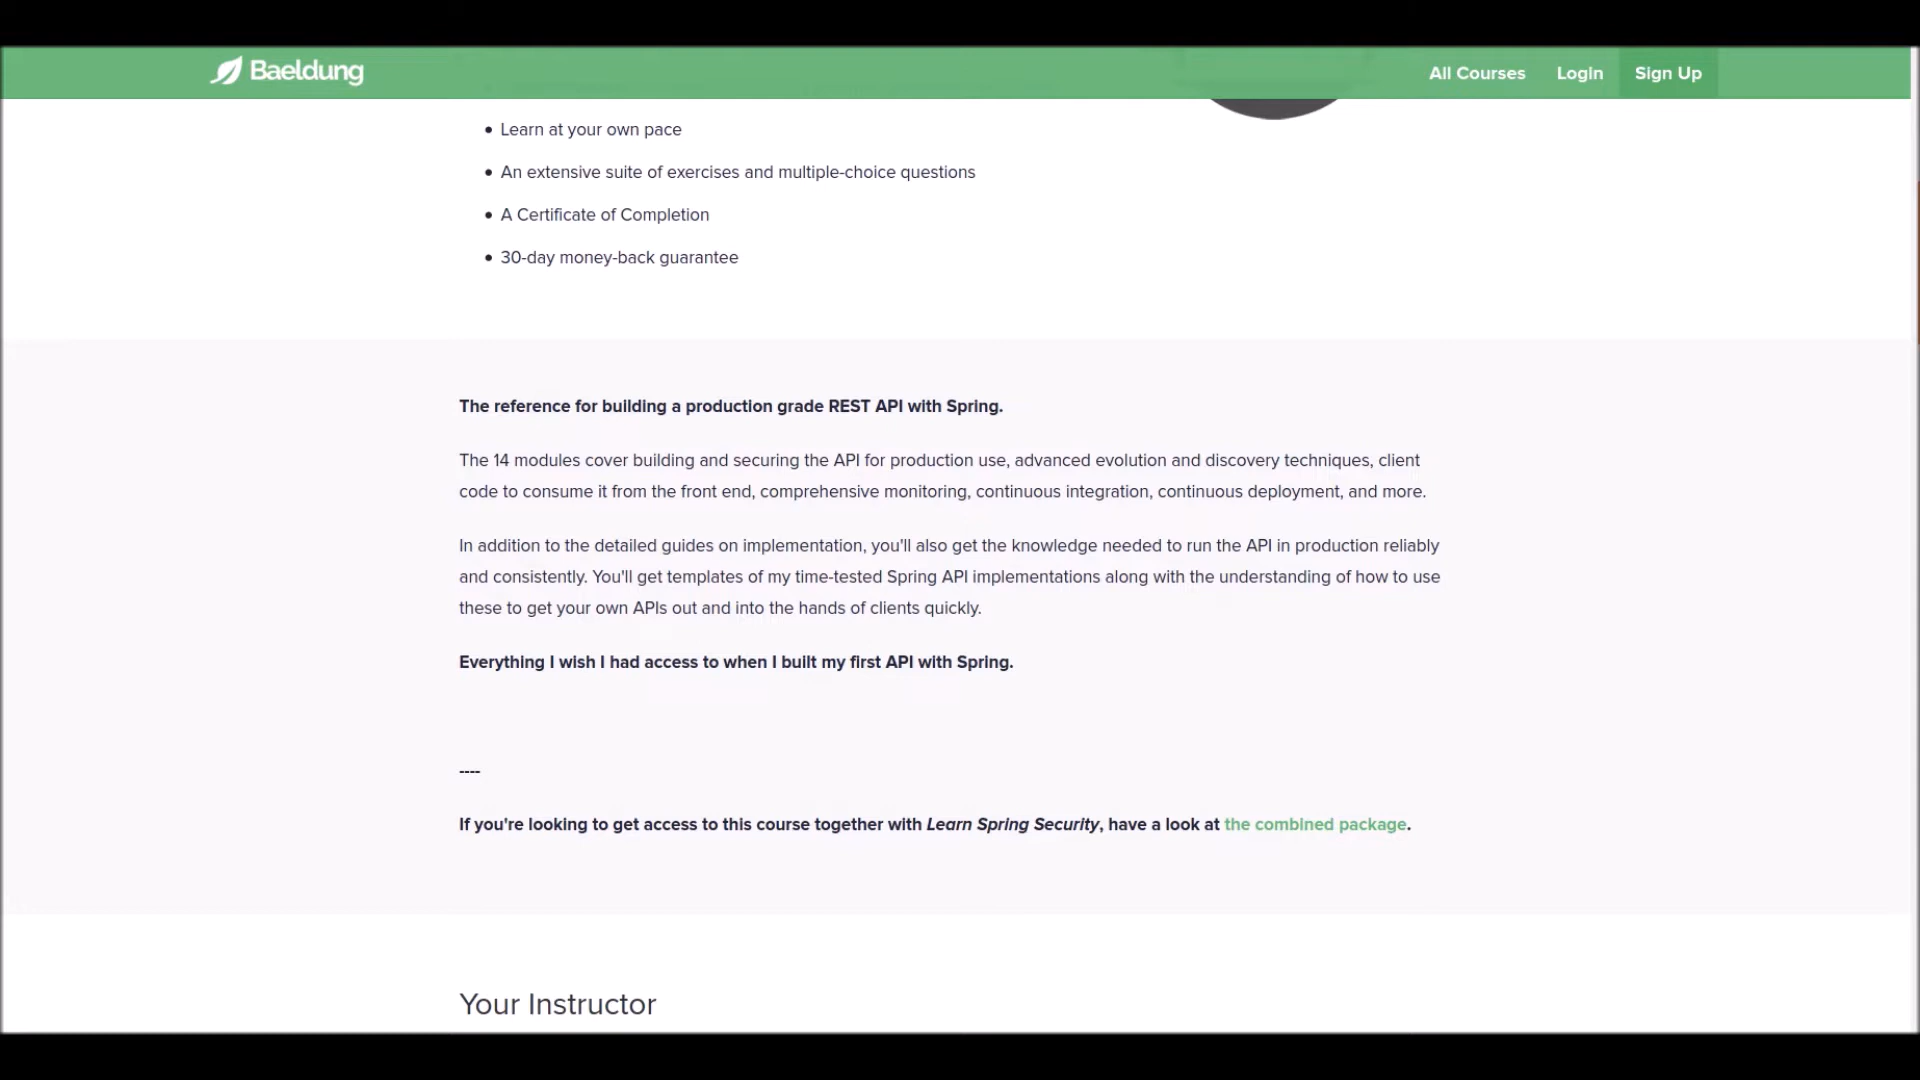 Baeldung
All Courses
Login
Sign Up
Learn at your own pace
An extensive suite of exercises and multiple-choice questions
A Certificate of Completion
30-day money-back guarantee
The reference for building a production grade REST API with Spring.
The 14 modules cover building and securing the API for production use, advanced evolution and discovery techniques, client
code to consume it from the front end, comprehensive monitoring, continuous integration, continuous deployment, and more.
In addition to the detailed guides on implementation, you'll also get the knowledge needed to run the API in production reliably
and consistently. You'll get templates of my time-tested Spring API implementations along with the understanding of how to use
these to get your own APIs out and into the hands of clients quickly.
Everything I wish I had access to when I built my first API with Spring.
----
If you're looking to get access to this course together with Learn Spring Security, have a look at the combined package.
Your Instructor